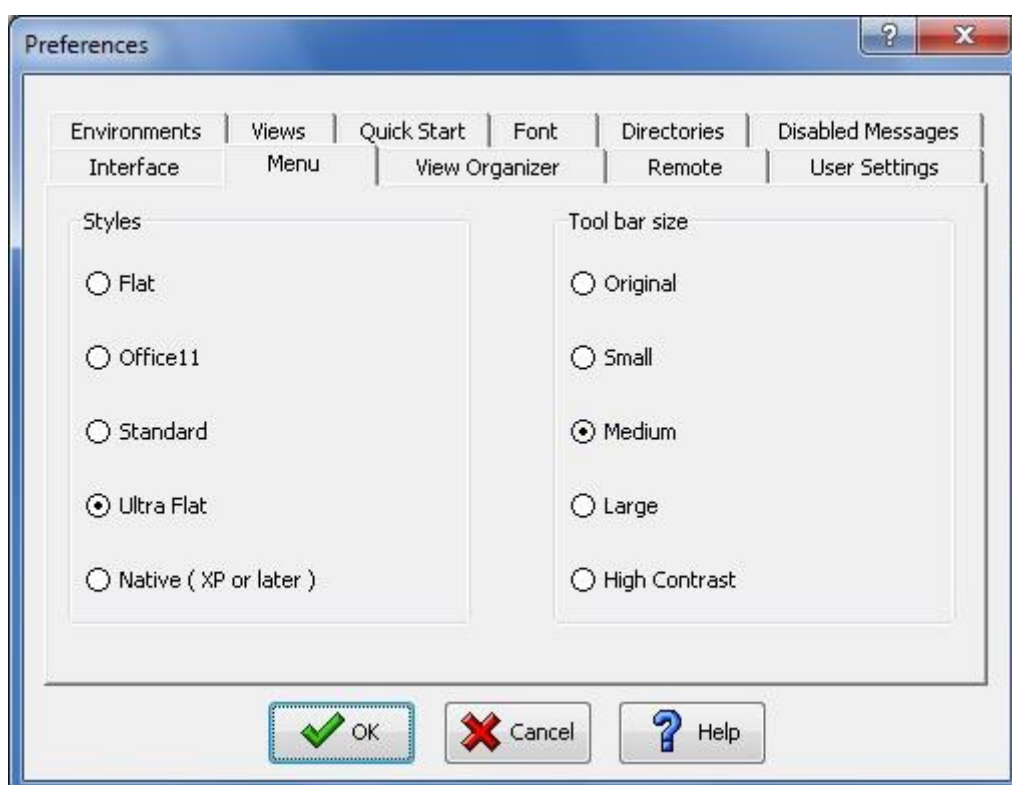 Preferences
Environments Views Quick Start Font Directories Disabled Messages
Interface Menu View Organizer Remote User Settings
Styles
Flat
Office11
Standard
Ultra Flat
Native ( XP or later )
Tool bar size
Original
Small
Medium
Large
High Contrast
OK Cancel Help